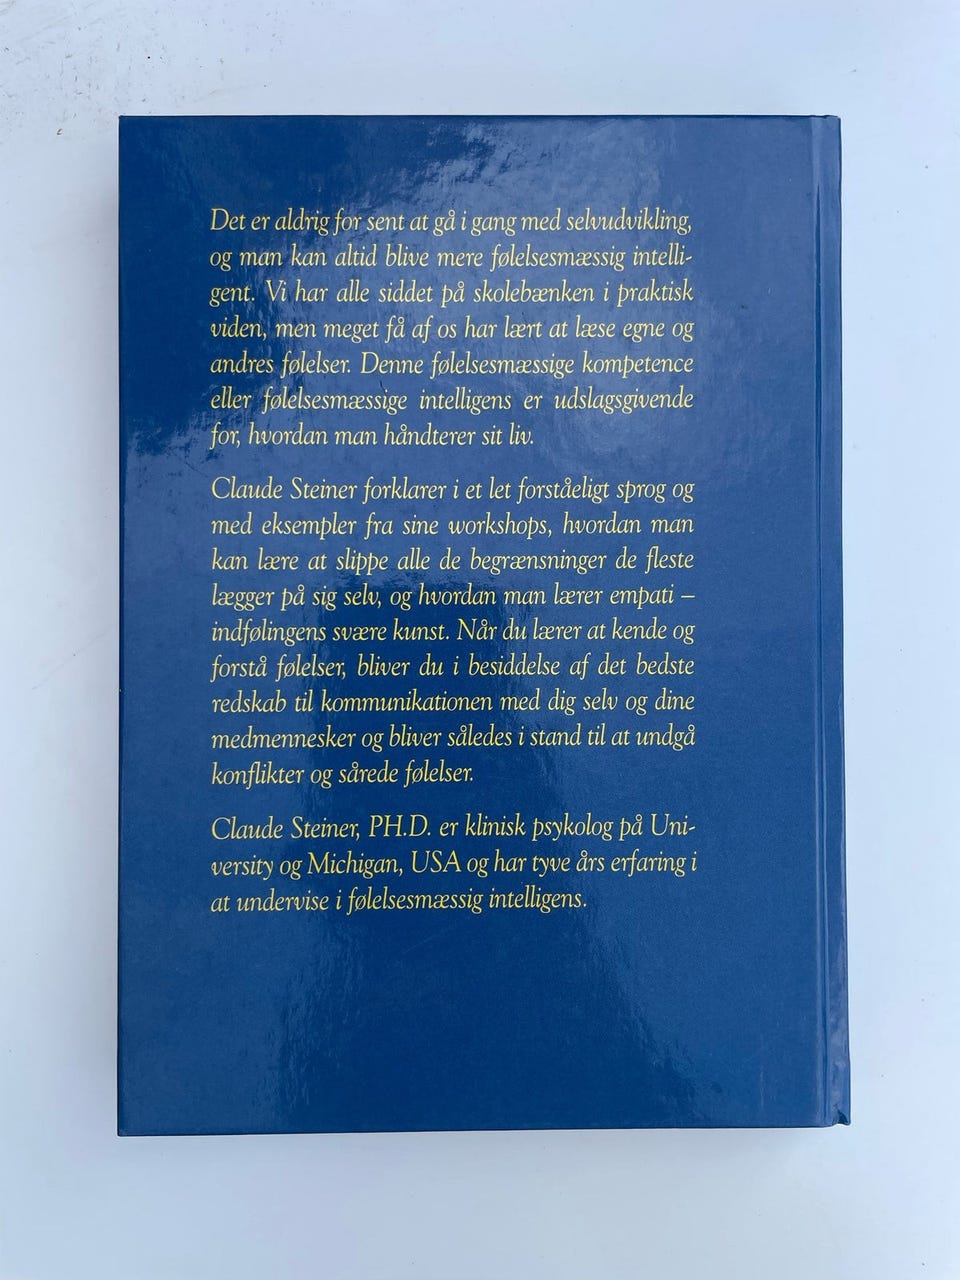 Det er aldrig for sent at gå i gang med selvudvikling,
og man kan altid blive mere følelsesmæssig intelli-
gent. Vi har alle siddet på skolebænken i praktisk
viden, men meget få af os har lært at læse egne og
andres følelser. Denne følelsesmæssige kompetence
eller følelsesmæssige intelligens er udslagsgivende
for, hvordan man håndterer sit liv.
Claude Steiner forklarer i et let forståeligt sprog og
med eksempler fra sine workshops, hvordan man
kan lære at slippe alle de begrænsninger de fleste
lægger på sig selv, og hvordan man lærer empati –
indfølingens svære kunst. Når du lærer at kende og
forstå følelser, bliver du i besiddelse af det bedste
redskab til kommunikationen med dig selv og dine
medmennesker og bliver således i stand til at undgå
konflikter og sårede følelser.
Claude Steiner, PH.D. er klinisk psykolog på Uni-
versity og Michigan, USA og har tyve års erfaring i
at undervise i følelsesmæssig intelligens.